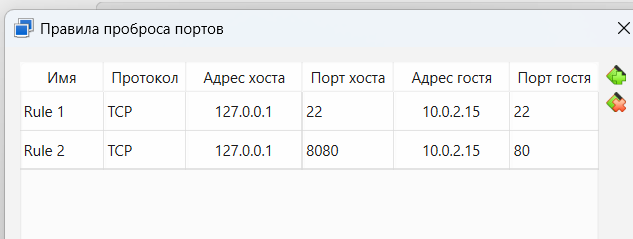 Правила проброса портов
Имя Протокол Адрес хоста Порт хоста Адрес гостя Порт гостя
Rule 1 TCP 127.0.0.1 22 10.0.2.15 22
Rule 2 TCP 127.0.0.1 8080 10.0.2.15 80